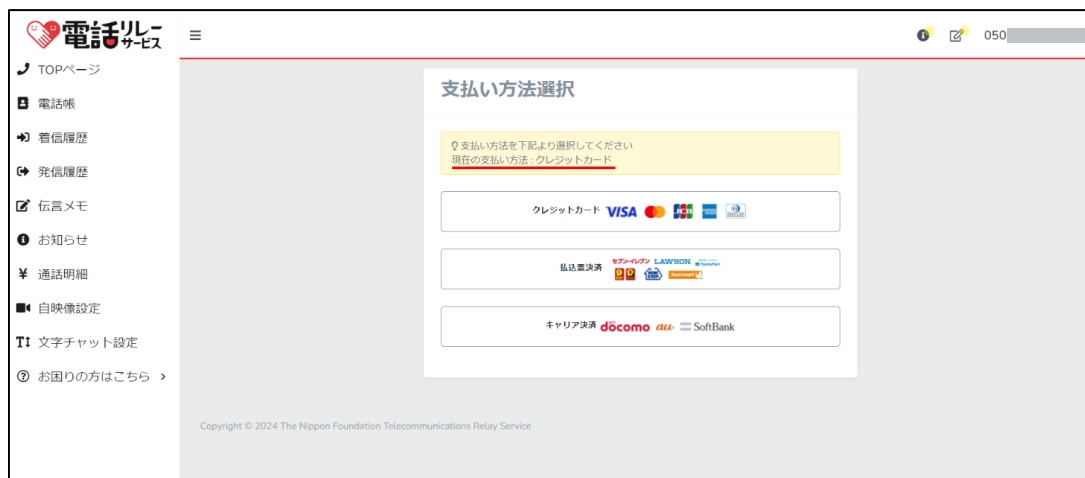 電話リレーサービス
050
TOPページ
電話帳
着信履歴
発信履歴
伝言メモ
お知らせ
通話明細
自映像設定
文字チャット設定
お困りの方はこちら
支払い方法選択
支払い方法を下記より選択してください
現在の支払い方法 : クレジットカード
クレジットカード VISA JCB
払込票決済 セブン-イレブン LAWSON FamilyMart
キャリア決済 docomo au SoftBank
Copyright © 2024 The Nippon Foundation Telecommunications Relay Service